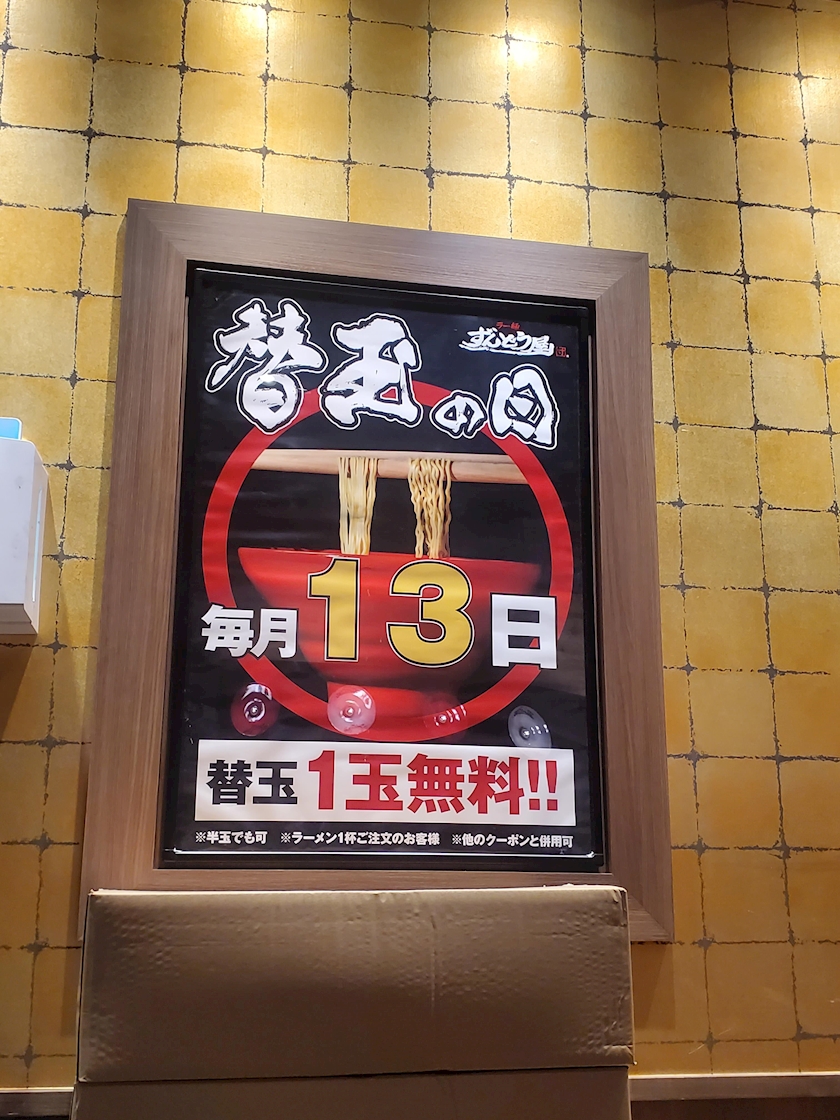 ラー麺
ずんどう屋
替玉の日
毎月13日
替玉1玉無料!!
※半玉でも可 ※ラーメン1杯ご注文のお客様 ※他のクーポンと併用可